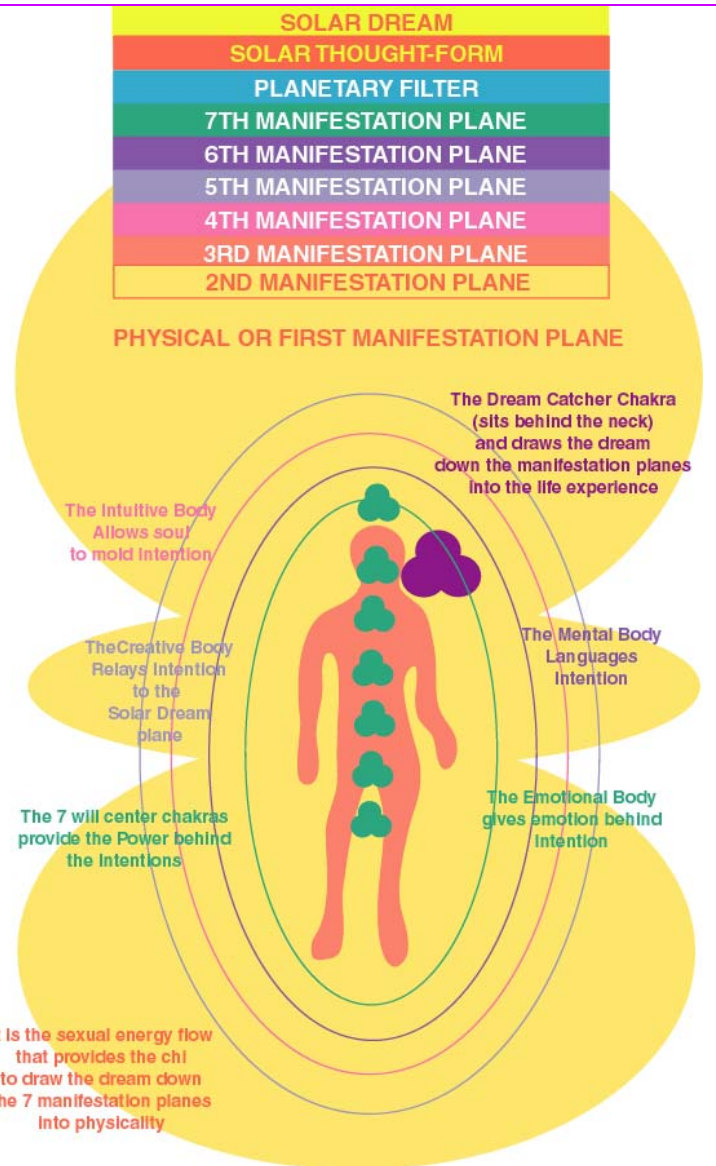 SOLAR DREAM
SOLAR THOUGHT-FORM
PLANETARY FILTER
7TH MANIFESTATION PLANE
6TH MANIFESTATION PLANE
5TH MANIFESTATION PLANE
4TH MANIFESTATION PLANE
3RD MANIFESTATION PLANE
2ND MANIFESTATION PLANE
PHYSICAL OR FIRST MANIFESTATION PLANE
The Dream Catcher Chakra
(sits behind the neck)
and draws the dream
down the manifestation planes
into the life experience
The Intuitive Body
Allows soul
to mold Intention
TheCreative Body
Relays Intention
to the
Solar Dream
plane
The Mental Body
Languages
Intention
The 7 will center chakras
provide the Power behind
the Intentions
The Emotional Body
gives emotion behind
Intention
t is the sexual energy flow
that provides the chi
to draw the dream down
he 7 manifestation planes
into physicality